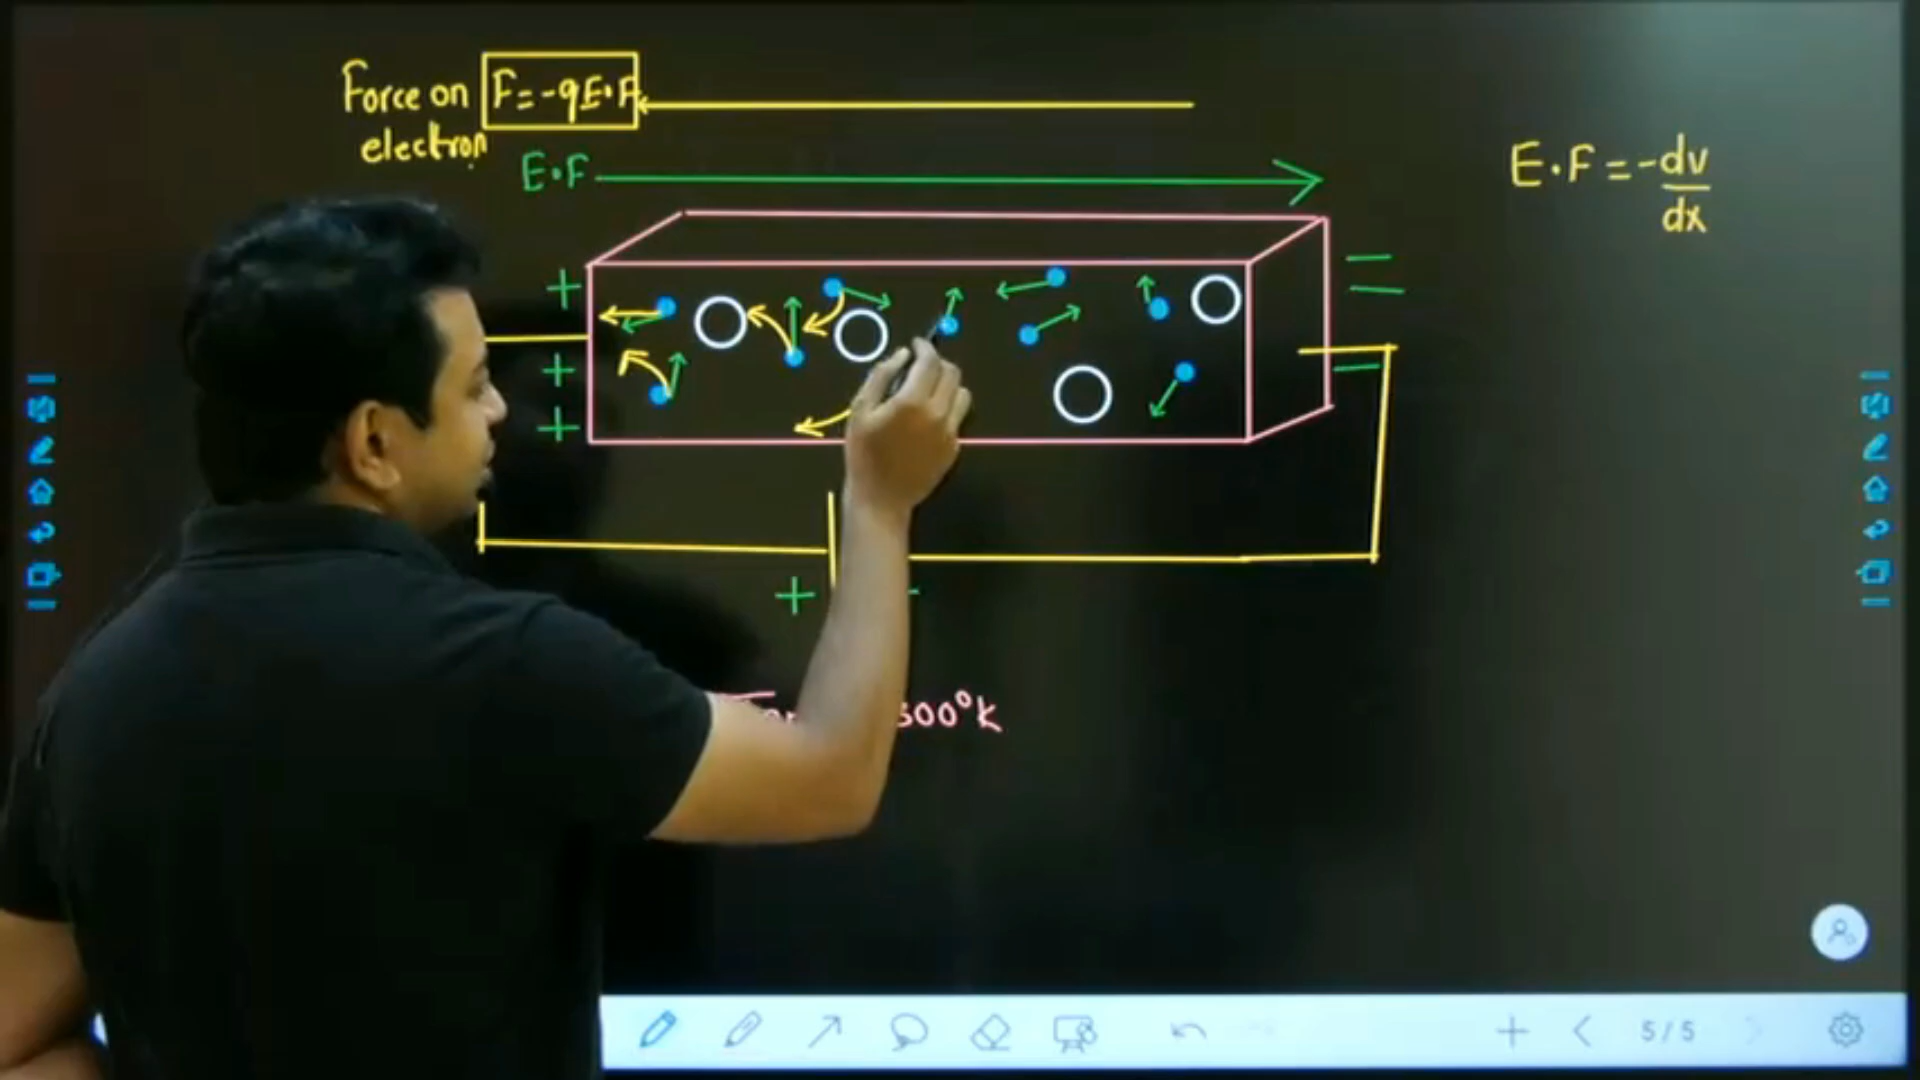 Force on F=-qE.F
electron
E.F
E.F = -dv
dx
+
+
+
+
300°k
5/5